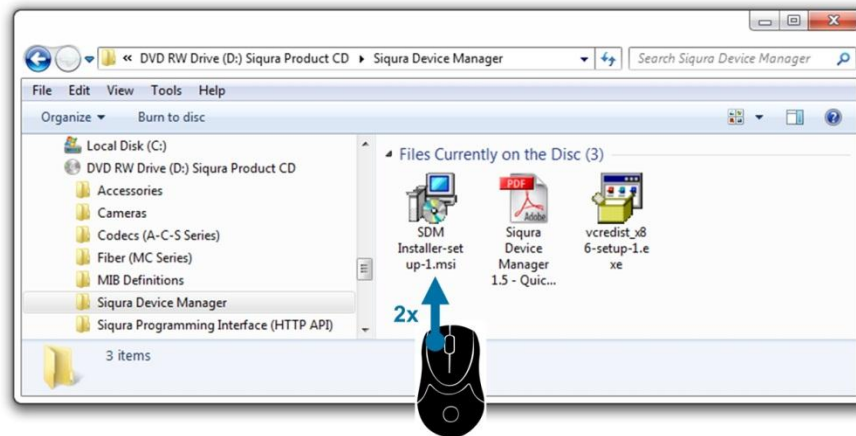 « DVD RW Drive (D:) Siqura Product CD ▸ Siqura Device Manager
Search Siqura Device Manager
File Edit View Tools Help
Organize ▾ Burn to disc
Local Disk (C:)
DVD RW Drive (D:) Siqura Product CD
Accessories
Cameras
Codecs (A-C-S Series)
Fiber (MC Series)
MIB Definitions
Siqura Device Manager
Siqura Programming Interface (HTTP API)
Files Currently on the Disc (3)
SDM
Installer-set
up-1.msi
PDF
Adobe
Siqura
Device
Manager
1.5 - Quic...
vcredist_x8
6-setup-1.e
xe
2x
3 items